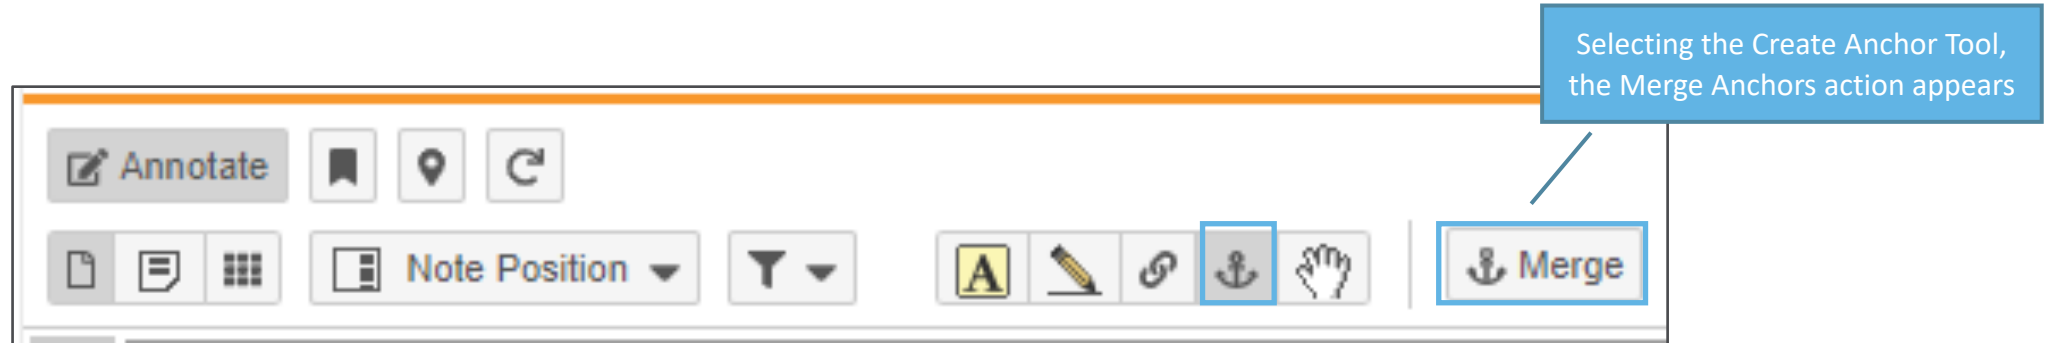 Selecting the Create Anchor Tool,
the Merge Anchors action appears
Annotate
Note Position
A
Merge